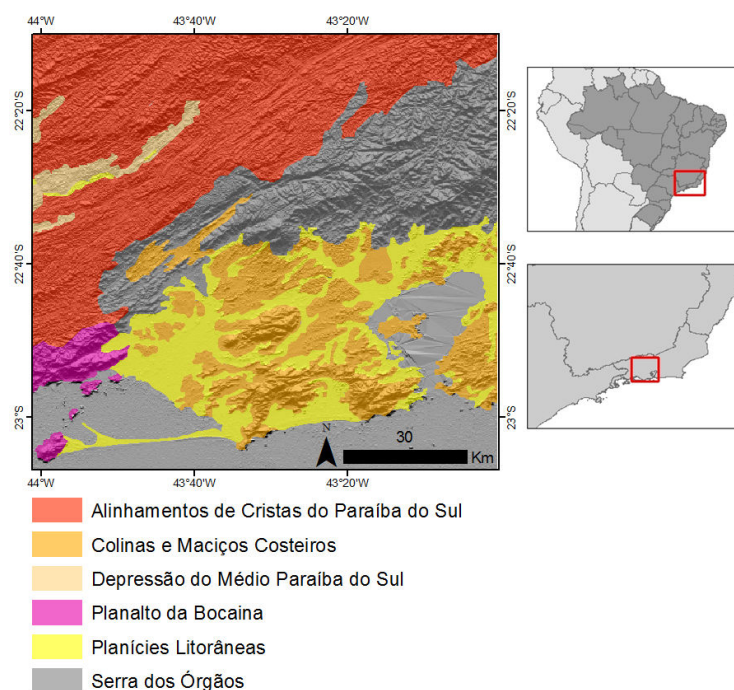 44°W 43°40'W 43°20'W
22°20'S 22°20'S
22°40'S 22°40'S
23°S 23°S
N
30
Km
44°W 43°40'W 43°20'W
Alinhamentos de Cristas do Paraíba do Sul
Colinas e Maciços Costeiros
Depressão do Médio Paraíba do Sul
Planalto da Bocaina
Planícies Litorâneas
Serra dos Órgãos